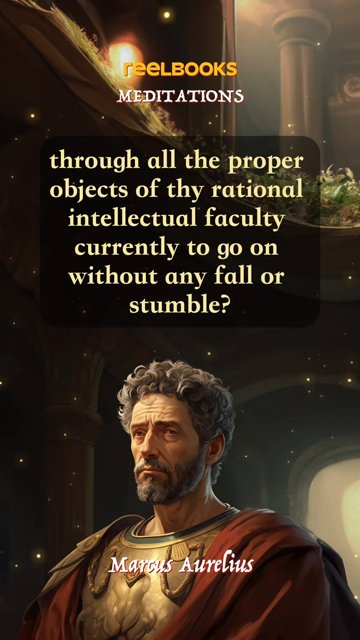 reelbooks
MEDITATIONS
through all the proper
objects of thy rational
intellectual faculty
currently to go on
without any fall or
stumble?
Marcus Aurelius